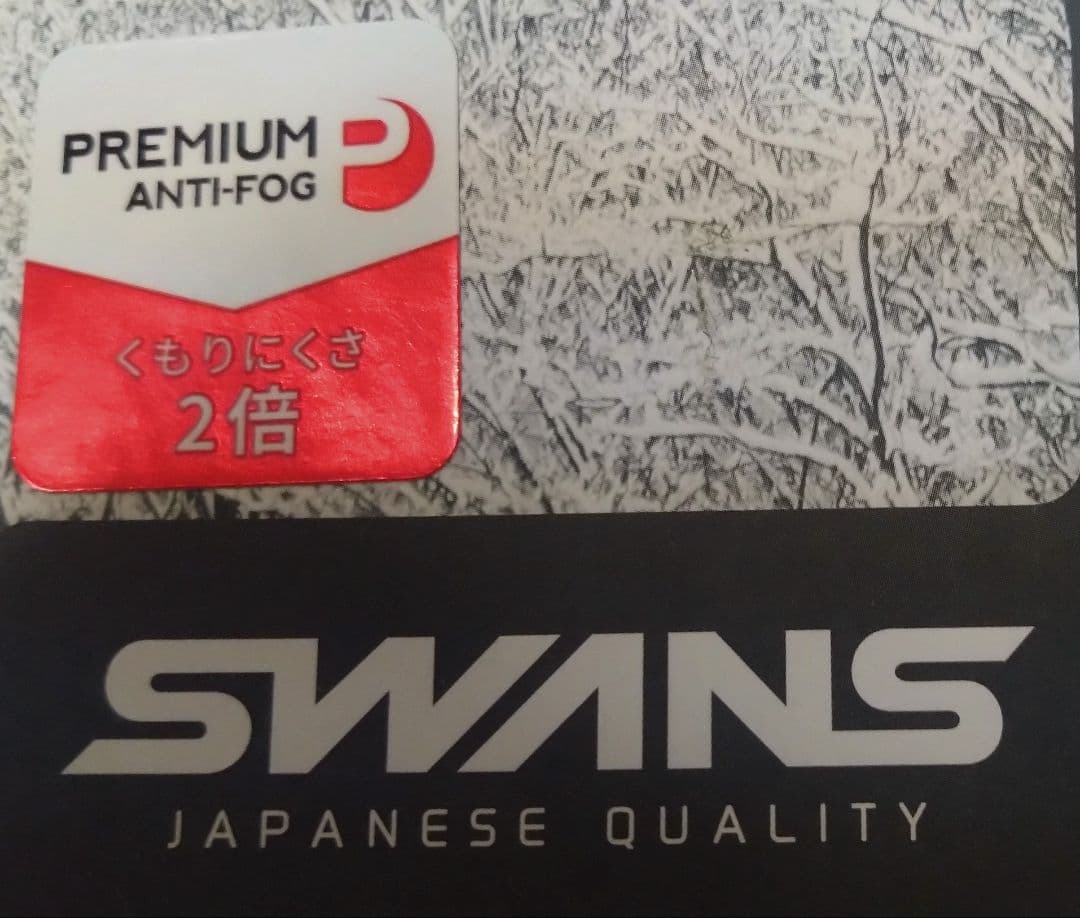 PREMIUM
ANTI-FOG
P
くもりにくさ
2倍
SWANS
JAPANESE QUALITY